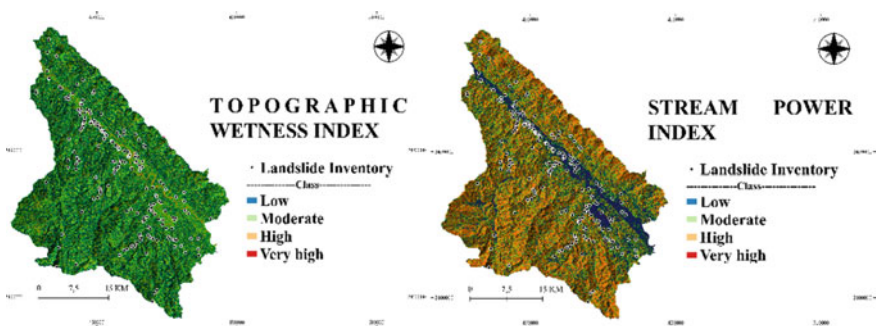 TOPOGRAPHIC
WETNESS INDEX
Landslide Inventory
Class
Low
Moderate
High
Very high
0 7,5 15 KM
STREAM POWER
INDEX
Landslide Inventory
Class
Low
Moderate
High
Very high
0 7,5 15 KM